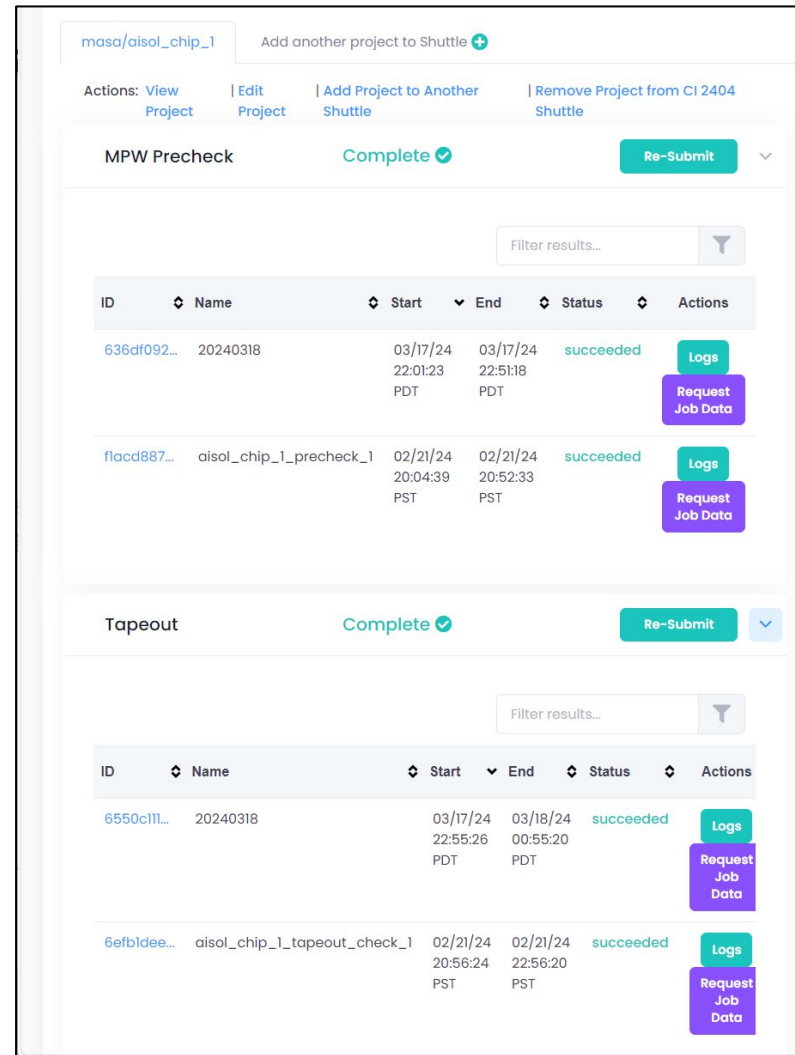 masa/aisol_chip_1 Add another project to Shuttle
Actions: View Project | Edit Project | Add Project to Another Shuttle | Remove Project from CI 2404 Shuttle
MPW Precheck Complete Re-Submit
Filter results...
ID Name Start End Status Actions
636df092... 20240318 03/17/24 22:01:23 PDT 03/17/24 22:51:18 PDT succeeded Logs
Request Job Data
f1acd887... aisol_chip_1_precheck_1 02/21/24 20:04:39 PST 02/21/24 20:52:33 PST succeeded Logs
Request Job Data
Tapeout Complete Re-Submit
Filter results...
ID Name Start End Status Actions
6550c111... 20240318 03/17/24 22:55:26 PDT 03/18/24 00:55:20 PDT succeeded Logs
Request Job Data
6efb1dee... aisol_chip_1_tapeout_check_1 02/21/24 20:56:24 PST 02/21/24 22:56:20 PST succeeded Logs
Request Job Data